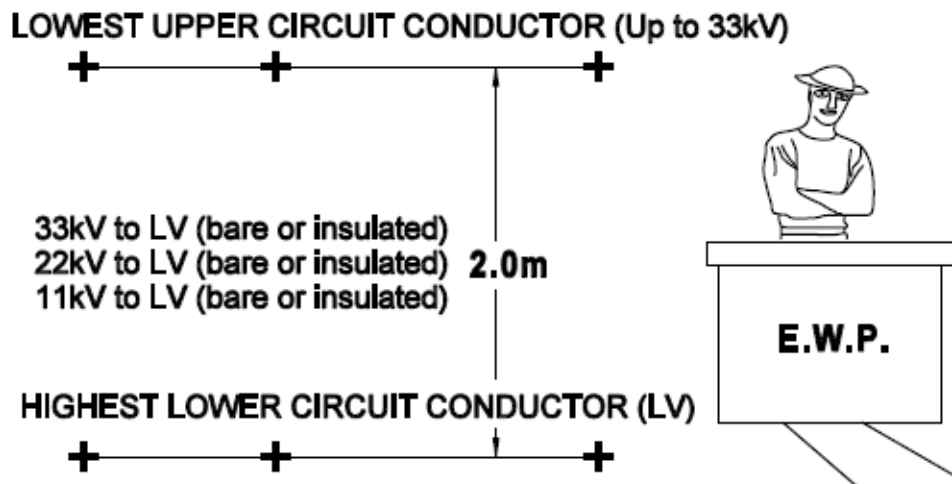 LOWEST UPPER CIRCUIT CONDUCTOR (Up to 33kV)
33kV to LV (bare or insulated)
22kV to LV (bare or insulated) 2.0m
11kV to LV (bare or insulated)
E.W.P.
HIGHEST LOWER CIRCUIT CONDUCTOR (LV)